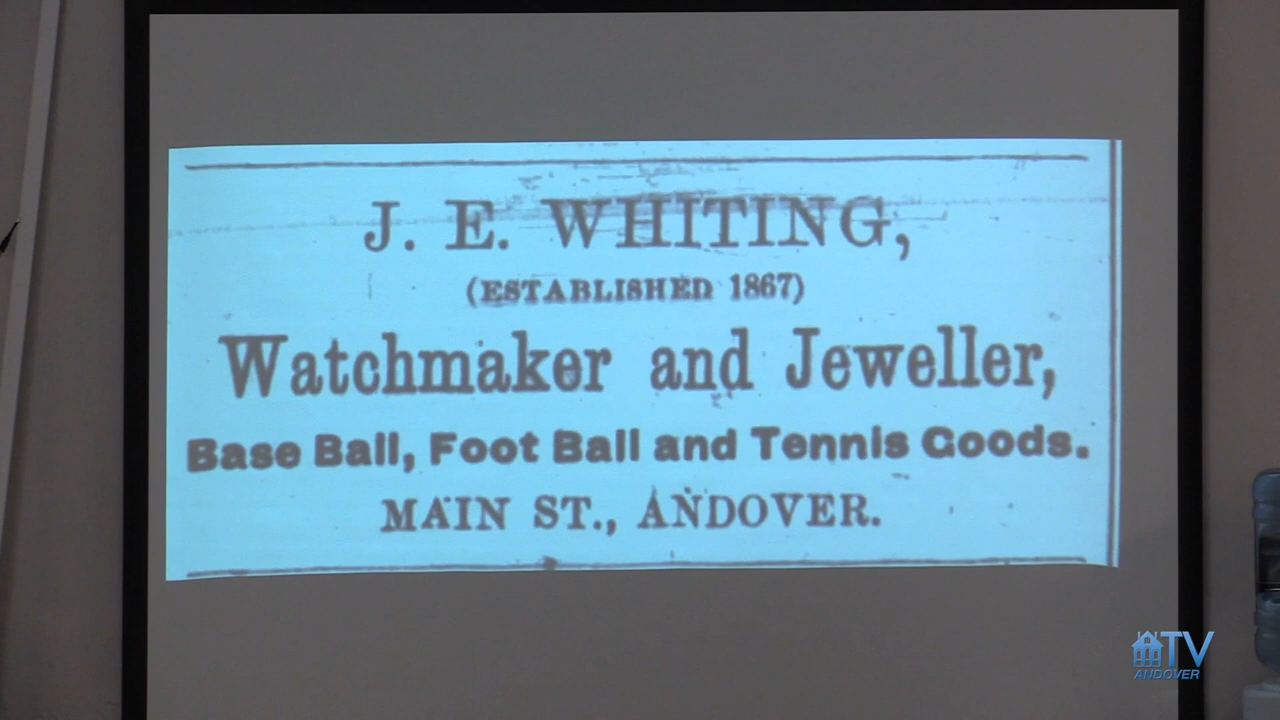 J. E. WHITING,
(ESTABLISHED 1867)
Watchmaker and Jeweller,
Base Ball, Foot Ball and Tennis Goods.
MAIN ST., ANDOVER.
TV
ANDOVER